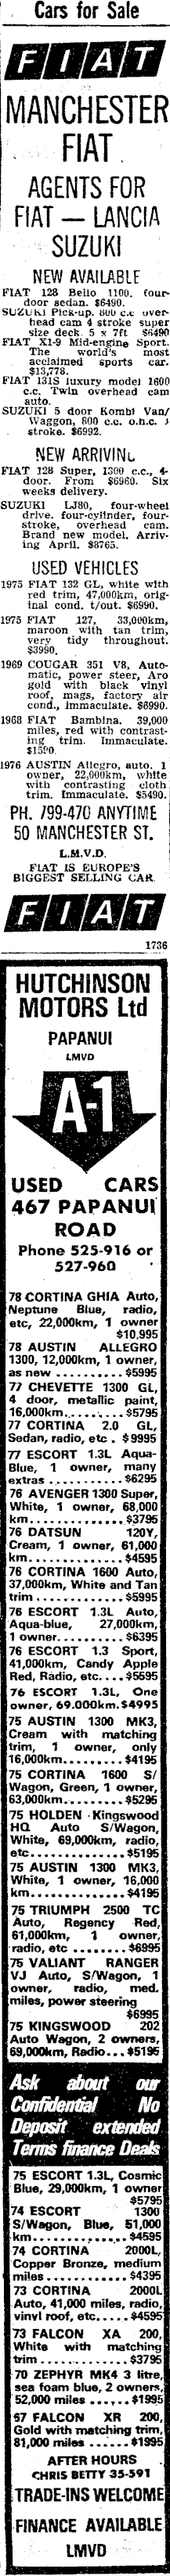 Cars for Sale
FIAT
MANCHESTER
FIAT
AGENTS FOR
FIAT — LANCIA
SUZUKI
NEW AVAILABLE
FIAT 128 Bello 1100. four-
door sedan. $6490.
SUZUKI Pick-up. 800 c.c over-
head cam 4 stroke super
size deck. 5 x 7ft $6490
FIAT X1-9 Mid-engine Sport.
The world's most
acclaimed sports car.
$13,778.
FIAT 131S luxury model 1600
c.c. Twin overhead cam
auto.
SUZUKI 5 door Kombi Van/
Waggon, 800 c.c. o.h.c.
stroke. $6992.
NEW ARRIVING
FIAT 128 Super, 1300 c.c., 4-
door. From $6960. Six
weeks delivery.
SUZUKI LJ80, four-wheel
drive. four-cylinder, four-
stroke, overhead cam.
Brand new model. Arriv-
ing April. $8765.
USED VEHICLES
1975 FIAT 132 GL, white with
red trim, 47,000km, orig-
inal cond. t/out. $6990.
1975 FIAT 127, 33,000km,
maroon with tan trim,
very tidy throughout.
$3990.
1969 COUGAR 351 V8, Auto-
matic, power steer, Aro
gold with black vinyl
roof, mags, factory air
cond., immaculate. $6990.
1968 FIAT Bambina. 39,000
miles, red with contrast-
ing trim. Immaculate.
$1590.
1976 AUSTIN Allegro, auto. 1
owner, 22,000km, white
with contrasting cloth
trim. Immaculate. $5490.
PH. 799-470 ANYTIME
50 MANCHESTER ST.
L.M.V.D.
FIAT IS EUROPE'S
BIGGEST SELLING CAR
FIAT
1736
HUTCHINSON
MOTORS Ltd
PAPANUI
LMVD
A-1
USED CARS
467 PAPANUI
ROAD
Phone 525-916 or
527-960
78 CORTINA GHIA Auto,
Neptune Blue, radio,
etc, 22,000km, 1 owner
$10,995
78 AUSTIN ALLEGRO
1300, 12,000km, 1 owner,
as new .......... $5995
77 CHEVETTE 1300 GL,
4 door, metallic paint,
16,000km .......... $5795
77 CORTINA 2.0 GL,
Sedan, radio, etc . $9995
77 ESCORT 1.3L Aqua-
Blue, 1 owner, many
extras .......... $6295
76 AVENGER 1300 Super,
White, 1 owner, 68,000
km .......... $3795
76 DATSUN 120Y,
Cream, 1 owner, 61,000
km .......... $4595
76 CORTINA 1600 Auto,
37,000km, White and Tan
trim .......... $5995
76 ESCORT 1.3L Auto,
Aqua-blue, 27,000km,
1 owner .......... $6395
76 ESCORT 1.3 Sport,
41,000km, Candy Apple
Red, Radio, etc.... $5595
76 ESCORT 1.3L, One
owner, 69.000km. $4995
75 AUSTIN 1300 MK3,
Cream with matching
trim, 1 owner, only
16,000km .......... $4195
75 CORTINA 1600 S/
Wagon, Green, 1 owner,
63,000km .......... $5295
75 HOLDEN Kingswood
HQ Auto S/Wagon,
White, 69,000km, radio,
etc .......... $5195
75 AUSTIN 1300 MK3,
White, 1 owner, 16,000
km .......... $4195
75 TRIUMPH 2500 TC
Auto, Regency Red,
61,000km, 1 owner,
radio, etc ........ $6995
75 VALIANT RANGER
VJ Auto, S/Wagon, 1
owner, radio, med.
miles, power steering
$6995
75 KINGSWOOD 202
Auto Wagon, 2 owners,
69,000km, Radio... $5195
Ask about our
Confidential No
Deposit extended
Terms finance Deals
75 ESCORT 1.3L, Cosmic
Blue, 29,000km, 1 owner
$5795
74 ESCORT 1300
S/Wagon, Blue, 51,000
km .......... $4595
74 CORTINA 2000L,
Copper Bronze, medium
miles .......... $4395
73 CORTINA 2000L
Auto, 41,000 miles, radio,
vinyl roof, etc..... $4595
73 FALCON XA 200,
White with matching
trim .......... $3795
70 ZEPHYR MK4 3 litre,
sea foam blue, 2 owners,
52,000 miles ...... $1995
67 FALCON XR 200,
Gold with matching trim,
81,000 miles ...... $1995
AFTER HOURS
CHRIS BETTY 35-591
TRADE-INS WELCOME
FINANCE AVAILABLE
LMVD